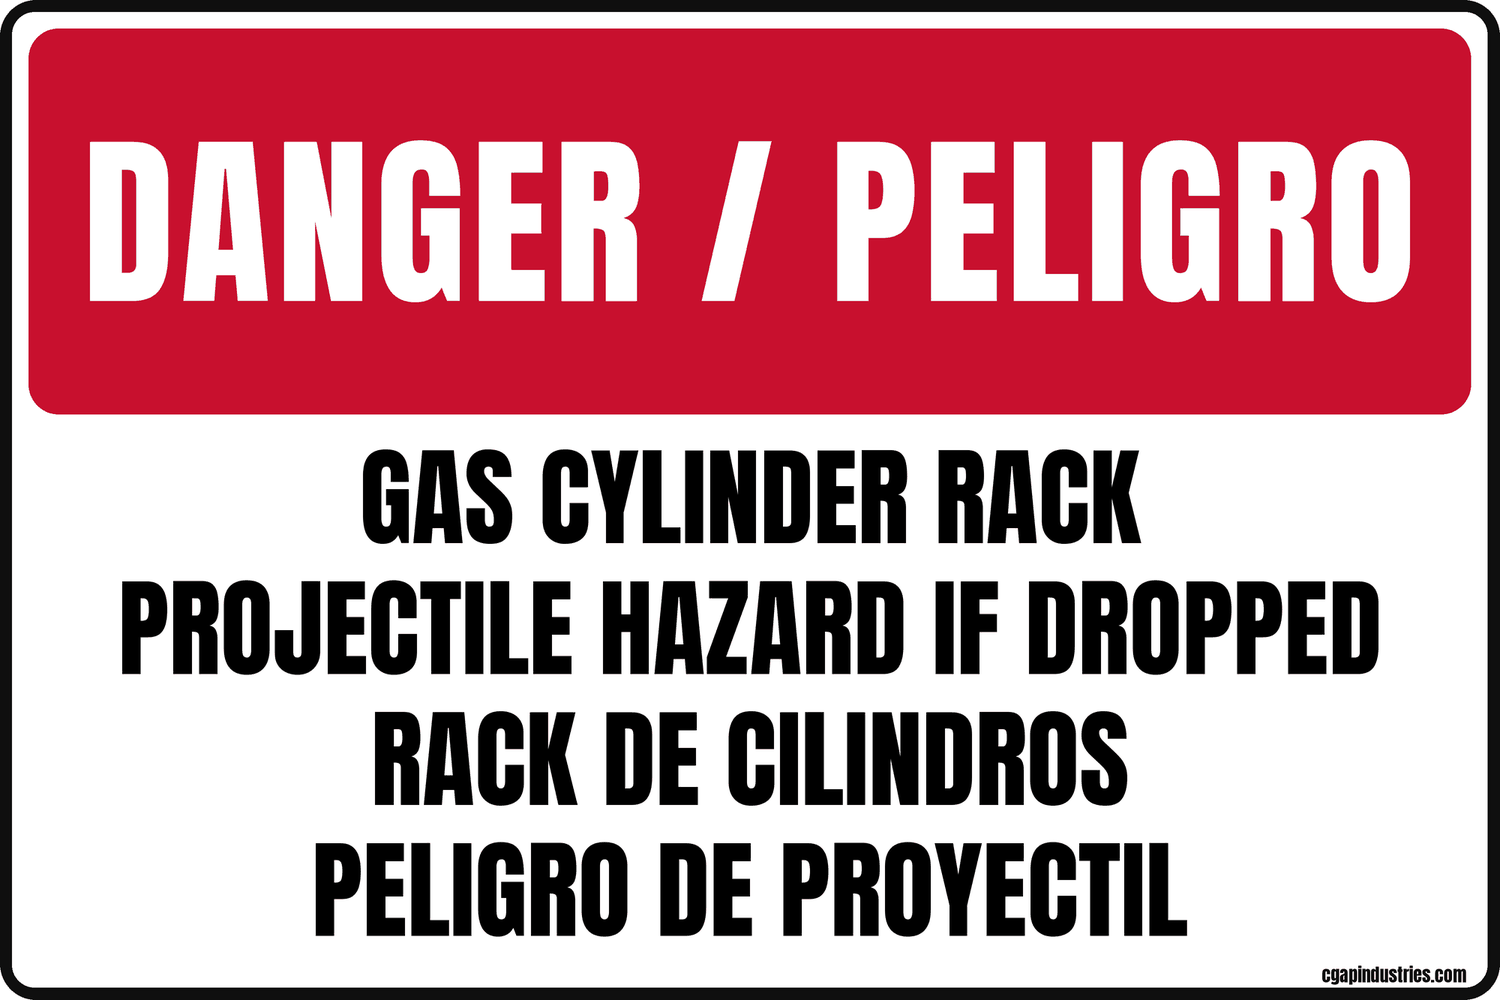 DANGER / PELIGRO
GAS CYLINDER RACK
PROJECTILE HAZARD IF DROPPED
RACK DE CILINDROS
PELIGRO DE PROYECTIL
cgapindustries.com